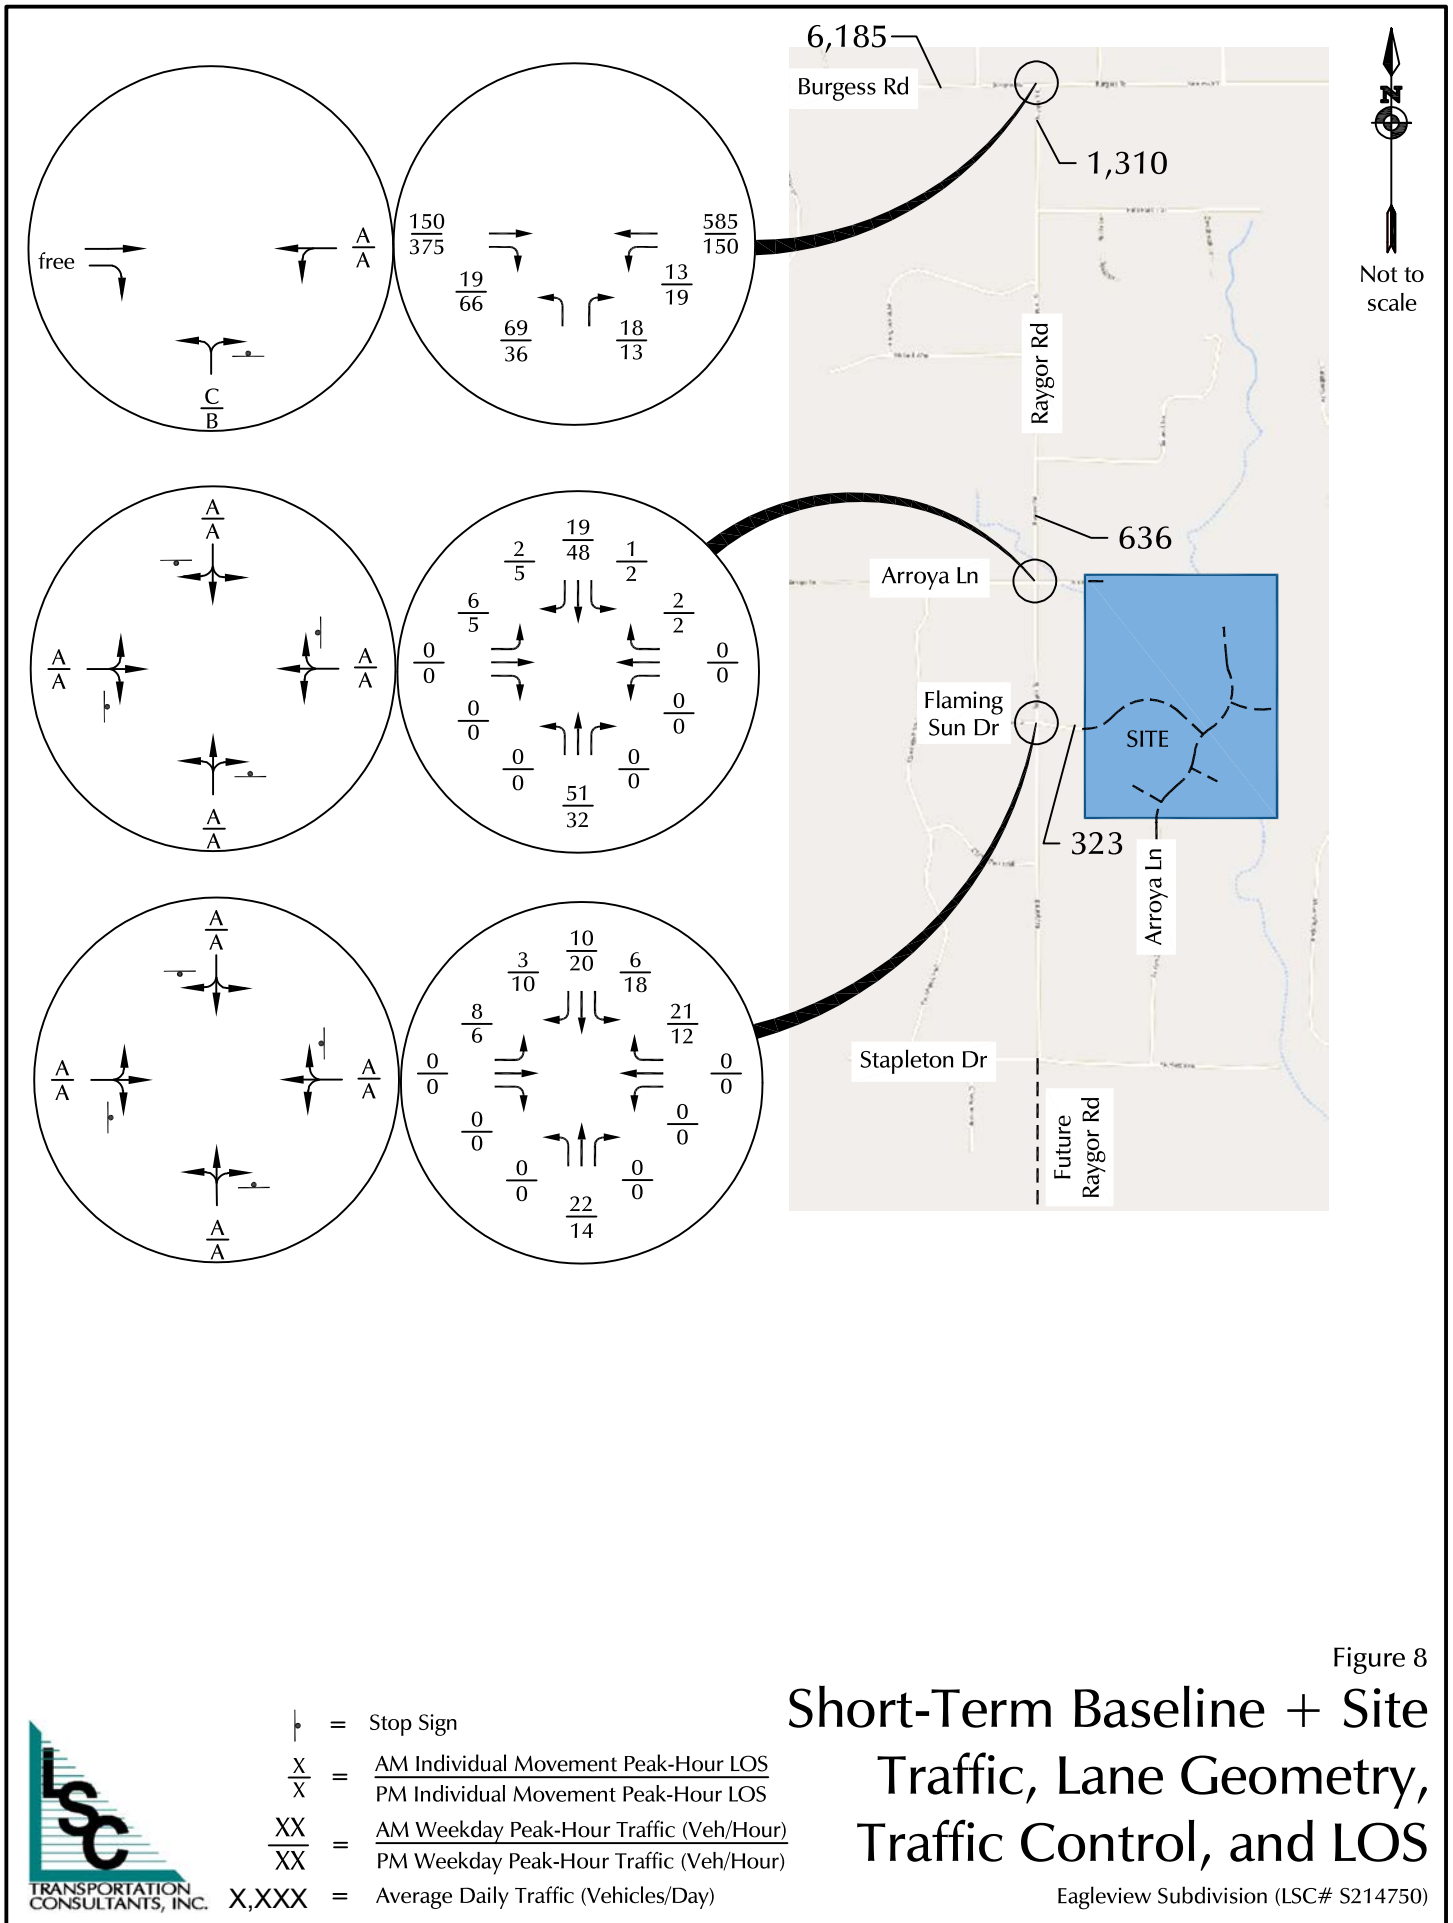 6,185
Burgess Rd
1,310
N
Not to
scale
free
A
A
C
B
150
375
585
150
19
66
13
19
69
36
18
13
Raygor Rd
A
A
A
A
A
A
A
A
19
48
2
5
1
2
6
5
2
2
0
0
0
0
0
0
0
0
0
0
0
0
51
32
636
Arroya Ln
Flaming
Sun Dr
SITE
323
Arroya Ln
A
A
A
A
A
A
A
A
10
20
3
10
6
18
8
6
21
12
0
0
0
0
0
0
0
0
0
0
0
0
22
14
Stapleton Dr
Future
Raygor Rd
Figure 8
Short-Term Baseline + Site
Traffic, Lane Geometry,
Traffic Control, and LOS
Eagleview Subdivision (LSC# S214750)
= Stop Sign
X
X
=
AM Individual Movement Peak-Hour LOS
PM Individual Movement Peak-Hour LOS
XX
XX
=
AM Weekday Peak-Hour Traffic (Veh/Hour)
PM Weekday Peak-Hour Traffic (Veh/Hour)
X,XXX = Average Daily Traffic (Vehicles/Day)
LSC
TRANSPORTATION
CONSULTANTS, INC.